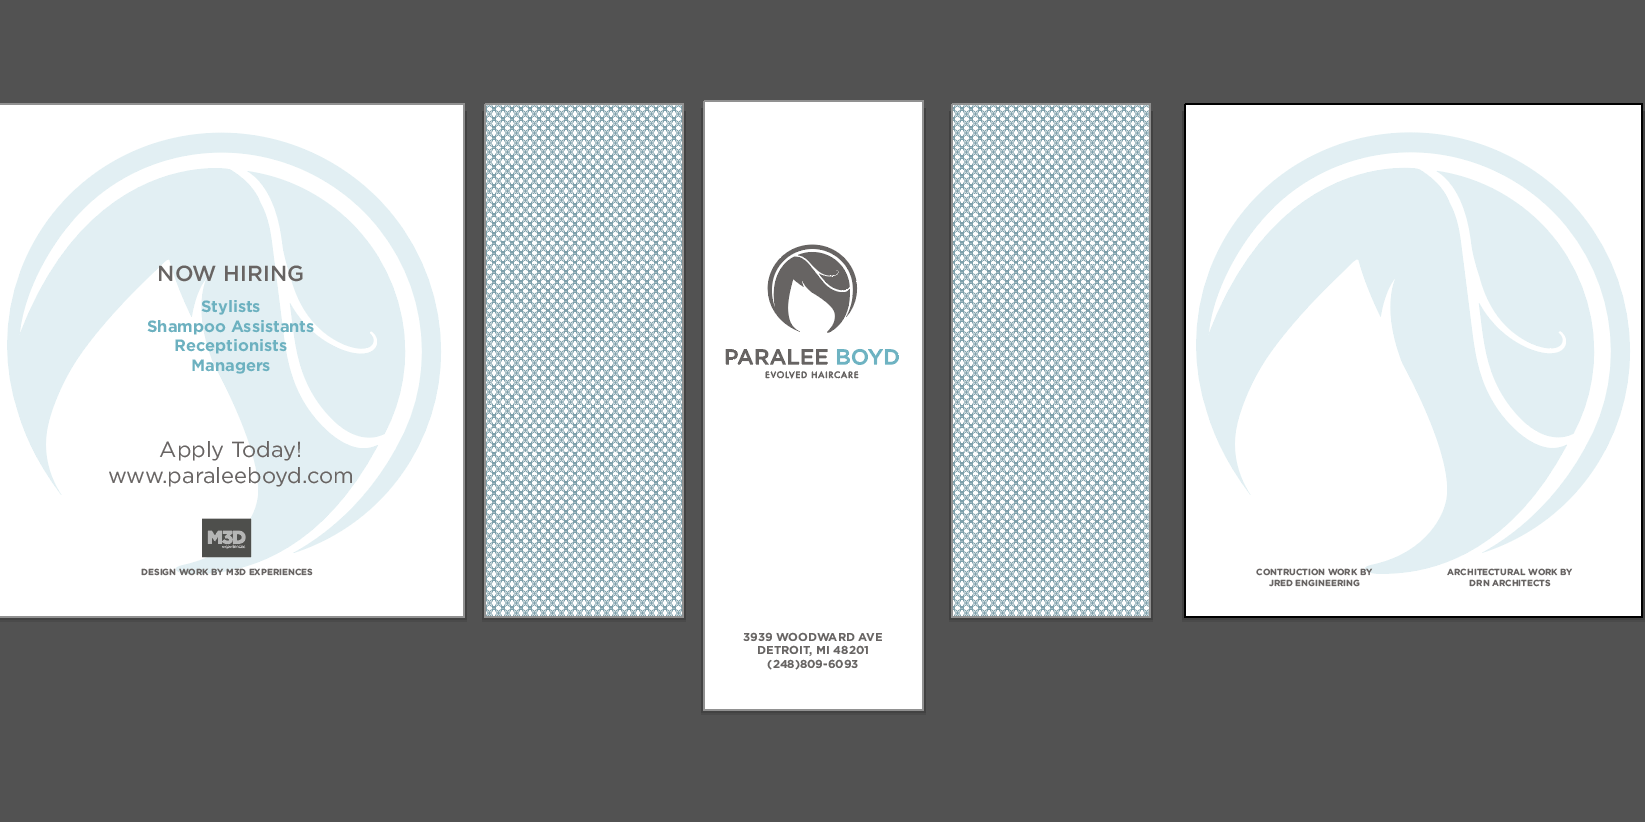 NOW HIRING
Stylists
Shampoo Assistants
Receptionists
Managers
Apply Today!
www.paraleeboyd.com
M3D
experiences
DESIGN WORK BY M3D EXPERIENCES
PARALEE BOYD
EVOLVED HAIRCARE
3939 WOODWARD AVE
DETROIT, MI 48201
(248)809-6093
CONTRUCTION WORK BY
JRED ENGINEERING
ARCHITECTURAL WORK BY
DRN ARCHITECTS